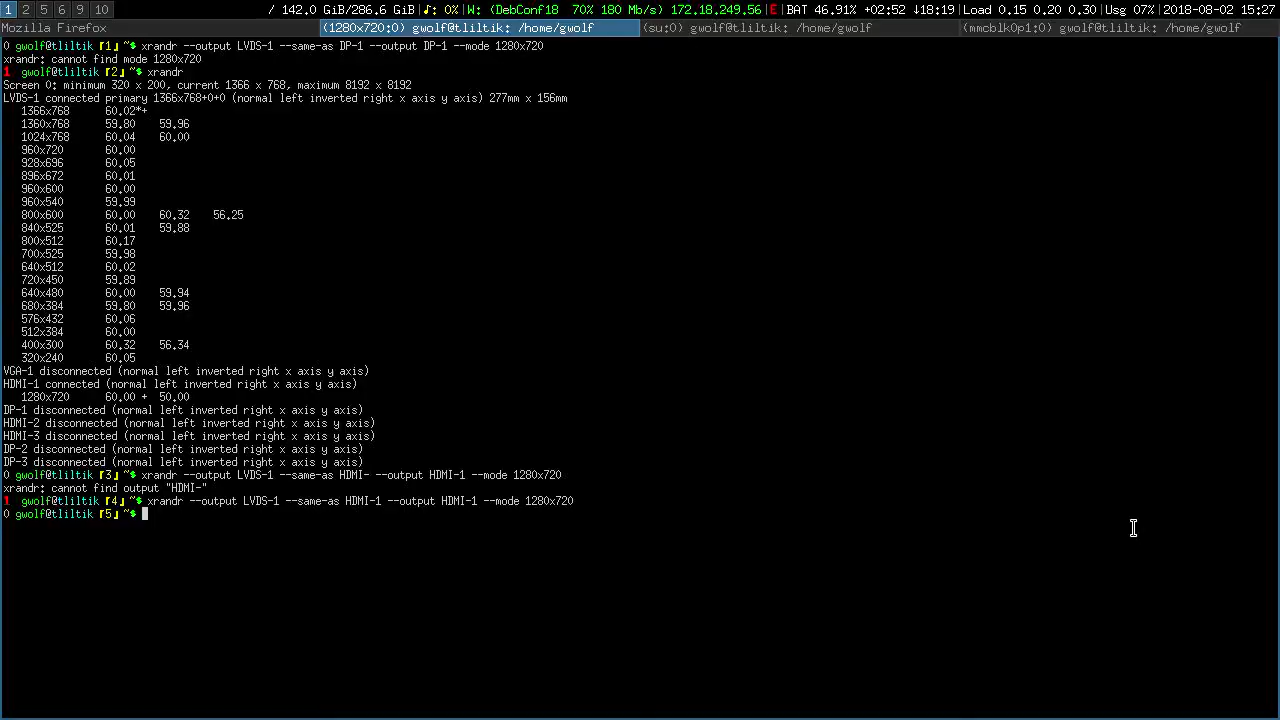 1 2 5 6 9 10 / 142.0 GiB/286.6 GiB|♪: 0%|W: (DebConf18 70% 180 Mb/s) 172.18.249.56|E|BAT 46.91% +02:52 ↓18:19|Load 0.15 0.20 0.30|Usg 07%|2018-08-02 15:27
Mozilla Firefox (1280x720:0) gwolf@tliltik: /home/gwolf (su:0) gwolf@tliltik: /home/gwolf (mmcblk0p1:0) gwolf@tliltik: /home/gwolf
0 gwolf@tliltik「1」~$ xrandr --output LVDS-1 --same-as DP-1 --output DP-1 --mode 1280x720
xrandr: cannot find mode 1280x720
1 gwolf@tliltik「2」~$ xrandr
Screen 0: minimum 320 x 200, current 1366 x 768, maximum 8192 x 8192
LVDS-1 connected primary 1366x768+0+0 (normal left inverted right x axis y axis) 277mm x 156mm
1366x768 60.02*+
1360x768 59.80 59.96
1024x768 60.04 60.00
960x720 60.00
928x696 60.05
896x672 60.01
960x600 60.00
960x540 59.99
800x600 60.00 60.32 56.25
840x525 60.01 59.88
800x512 60.17
700x525 59.98
640x512 60.02
720x450 59.89
640x480 60.00 59.94
680x384 59.80 59.96
576x432 60.06
512x384 60.00
400x300 60.32 56.34
320x240 60.05
VGA-1 disconnected (normal left inverted right x axis y axis)
HDMI-1 connected (normal left inverted right x axis y axis)
1280x720 60.00 + 50.00
DP-1 disconnected (normal left inverted right x axis y axis)
HDMI-2 disconnected (normal left inverted right x axis y axis)
HDMI-3 disconnected (normal left inverted right x axis y axis)
DP-2 disconnected (normal left inverted right x axis y axis)
DP-3 disconnected (normal left inverted right x axis y axis)
0 gwolf@tliltik「3」~$ xrandr --output LVDS-1 --same-as HDMI- --output HDMI-1 --mode 1280x720
xrandr: cannot find output "HDMI-"
1 gwolf@tliltik「4」~$ xrandr --output LVDS-1 --same-as HDMI-1 --output HDMI-1 --mode 1280x720
0 gwolf@tliltik「5」~$